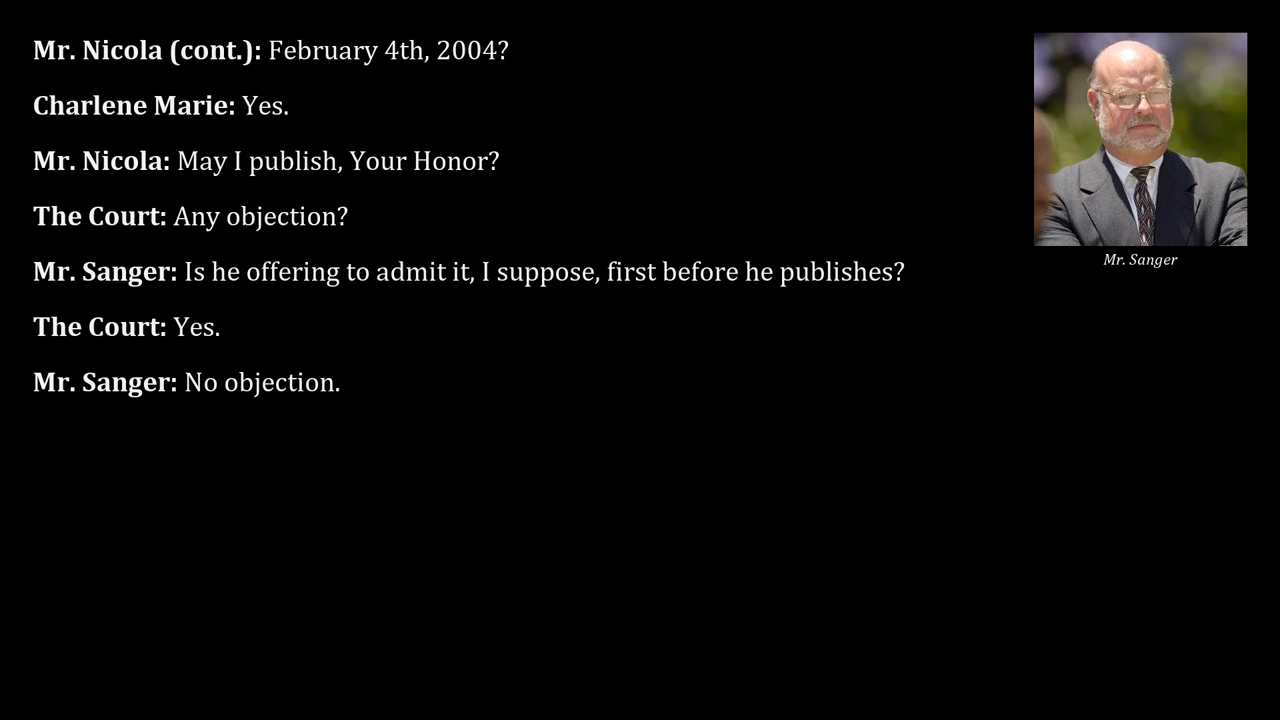 Mr. Nicola (cont.): February 4th, 2004?
Charlene Marie: Yes.
Mr. Nicola: May I publish, Your Honor?
The Court: Any objection?
Mr. Sanger: Is he offering to admit it, I suppose, first before he publishes?
The Court: Yes.
Mr. Sanger: No objection.
Mr. Sanger